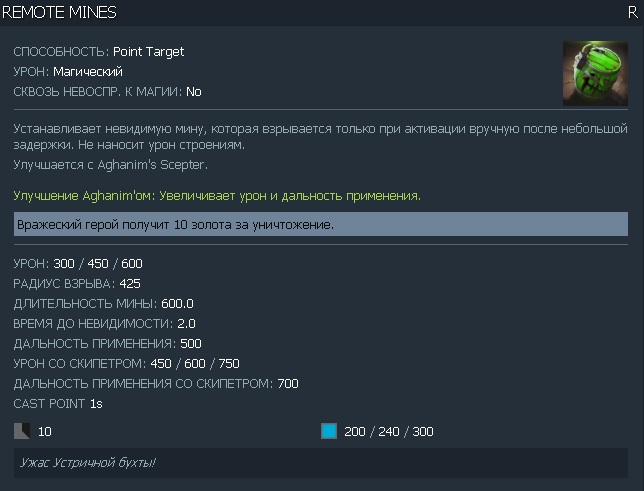 REMOTE MINES R
СПОСОБНОСТЬ: Point Target
УРОН: Магический
СКВОЗЬ НЕВОСПР. К МАГИИ: No
Устанавливает невидимую мину, которая взрывается только при активации вручную после небольшой
задержки. Не наносит урон строениям.
Улучшается с Aghanim's Scepter.
Улучшение Aghanim'ом: Увеличивает урон и дальность применения.
Вражеский герой получит 10 золота за уничтожение.
УРОН: 300 / 450 / 600
РАДИУС ВЗРЫВА: 425
ДЛИТЕЛЬНОСТЬ МИНЫ: 600.0
ВРЕМЯ ДО НЕВИДИМОСТИ: 2.0
ДАЛЬНОСТЬ ПРИМЕНЕНИЯ: 500
УРОН СО СКИПЕТРОМ: 450 / 600 / 750
ДАЛЬНОСТЬ ПРИМЕНЕНИЯ СО СКИПЕТРОМ: 700
CAST POINT 1s
10 200 / 240 / 300
Ужас Устричной бухты!